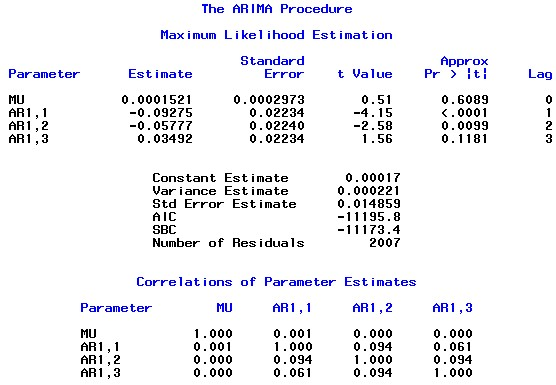 The ARIMA Procedure
Maximum Likelihood Estimation
Standard Approx
Parameter Estimate Error t Value Pr > |t| Lag
MU 0.0001521 0.0002973 0.51 0.6089 0
AR1,1 -0.09275 0.02234 -4.15 <.0001 1
AR1,2 -0.05777 0.02240 -2.58 0.0099 2
AR1,3 0.03492 0.02234 1.56 0.1181 3
Constant Estimate 0.00017
Variance Estimate 0.000221
Std Error Estimate 0.014859
AIC -11195.8
SBC -11173.4
Number of Residuals 2007
Correlations of Parameter Estimates
Parameter MU AR1,1 AR1,2 AR1,3
MU 1.000 0.001 0.000 0.000
AR1,1 0.001 1.000 0.094 0.061
AR1,2 0.000 0.094 1.000 0.094
AR1,3 0.000 0.061 0.094 1.000